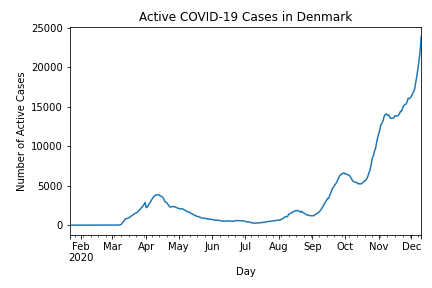 Active COVID-19 Cases in Denmark
25000
20000
15000
10000
5000
0
Number of Active Cases
Feb Mar Apr May Jun Jul Aug Sep Oct Nov Dec
2020
Day